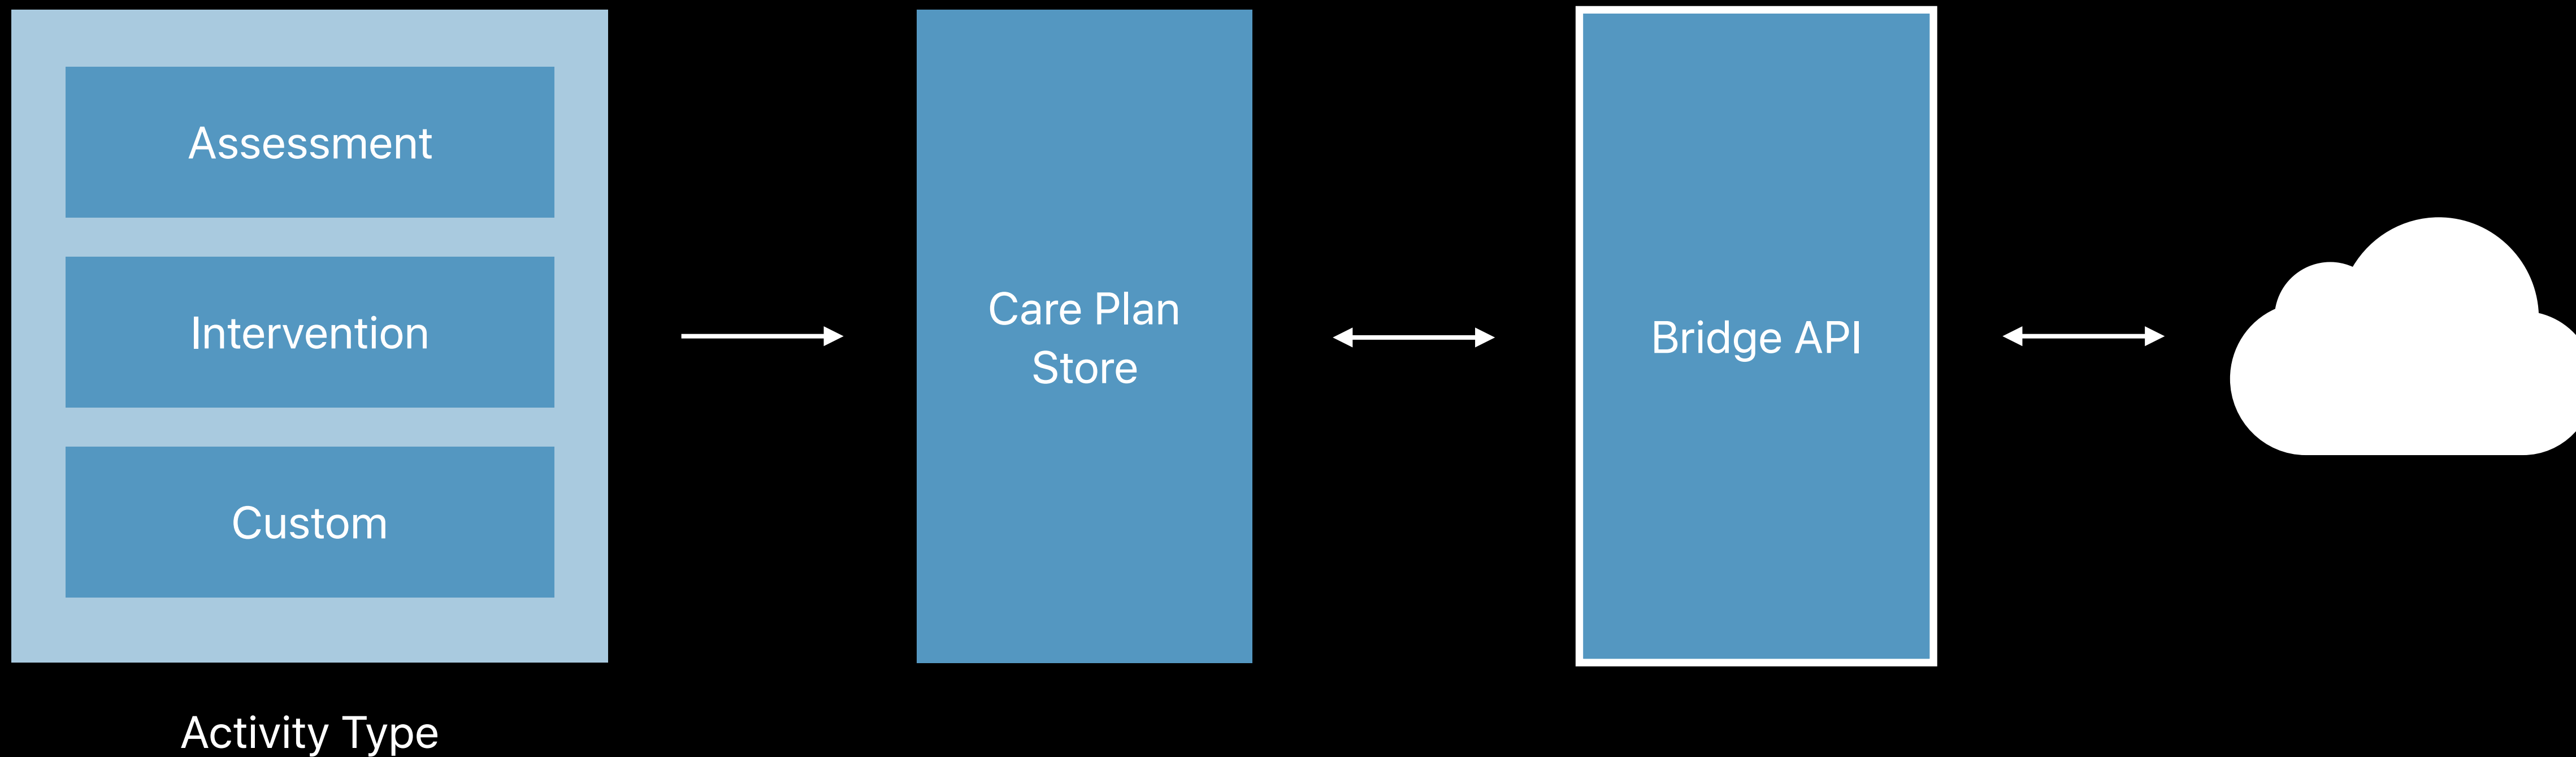 Assessment
Intervention
Custom
Activity Type
Care Plan
Store
Bridge API